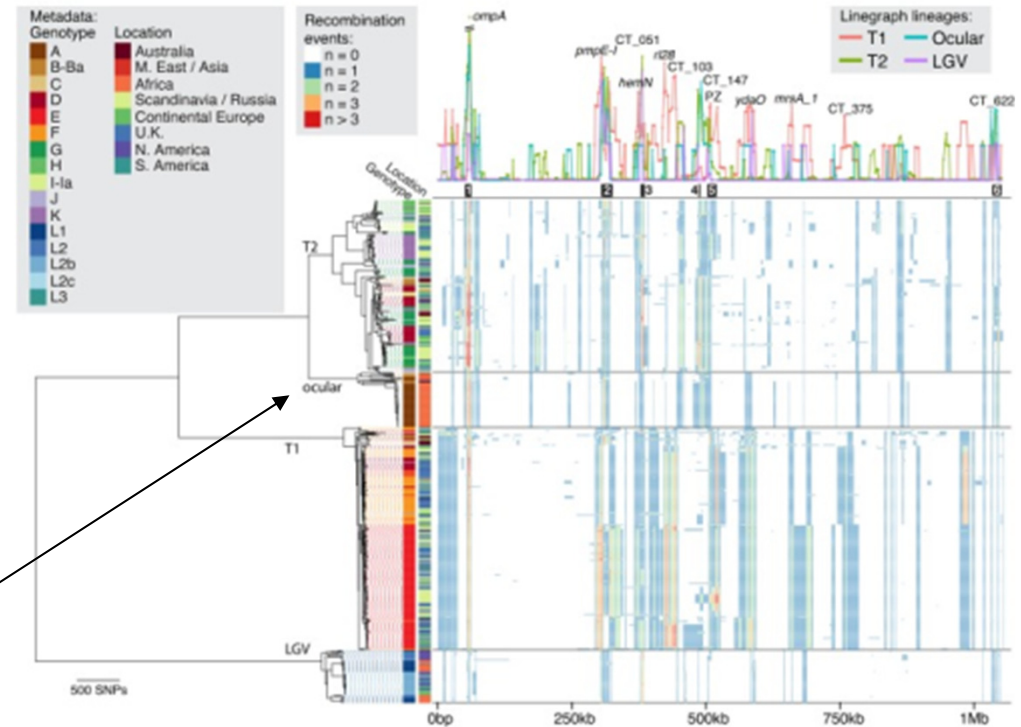 Metadata:
Genotype
A
B-Ba
C
D
E
F
G
H
I-Ia
J
K
L1
L2
L2b
L2c
L3
Location
Australia
M. East / Asia
Africa
Scandinavia / Russia
Continental Europe
U.K.
N. America
S. America
Recombination
events:
n = 0
n = 1
n = 2
n = 3
n > 3
Linegraph lineages:
T1
T2
Ocular
LGV
ompA
pmpE-I
CT_051
hemN
rl28
CT_103
CT_147
PZ
ydaO
mrsA_1
CT_375
CT_622
1
2
3
4
5
6
Location
Genotype
T2
ocular
T1
LGV
500 SNPs
0bp
250kb
500kb
750kb
1Mb